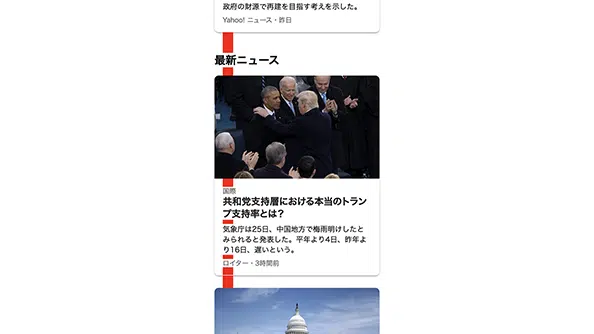 政府の財源で再建を目指す考えを示した。
Yahoo! ニュース・昨日
最新ニュース
国際
共和党支持層における本当のトラン
プ支持率とは?
気象庁は25日、中国地方で梅雨明けしたと
みられると発表した。平年より4日、昨年よ
り16日、遅いという。
ロイター・3時間前